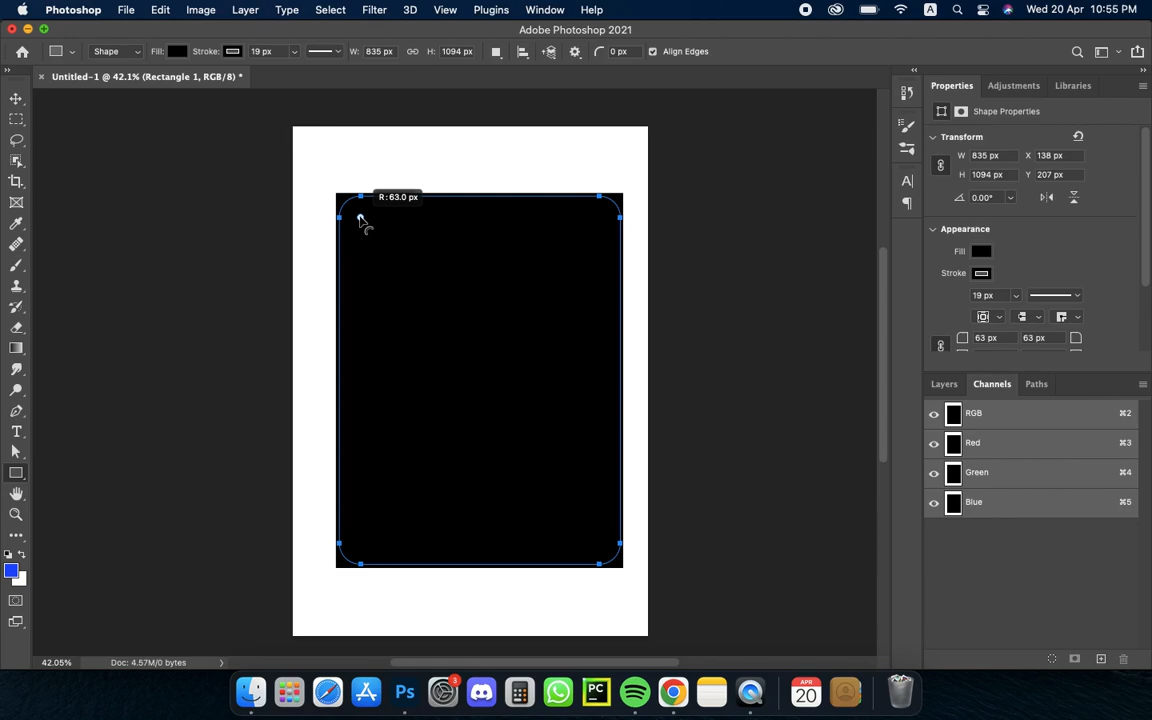 Photoshop File Edit Image Layer Type Select Filter 3D View Plugins Window Help A Wed 20 Apr 10:55 PM
Adobe Photoshop 2021
Shape Fill: Stroke: 19 px W: 835 px H: 1094 px 0 px Align Edges
Untitled-1 @ 42.1% (Rectangle 1, RGB/8) *
Properties Adjustments Libraries
Shape Properties
Transform
W 835 px X 138 px
H 1094 px Y 207 px
0.00°
Appearance
Fill
Stroke
19 px
63 px 63 px
R: 63.0 px
Layers Channels Paths
RGB ⌘2
Red ⌘3
Green ⌘4
Blue ⌘5
42.05% Doc: 4.57M/0 bytes
Ps 3 PC APR 20